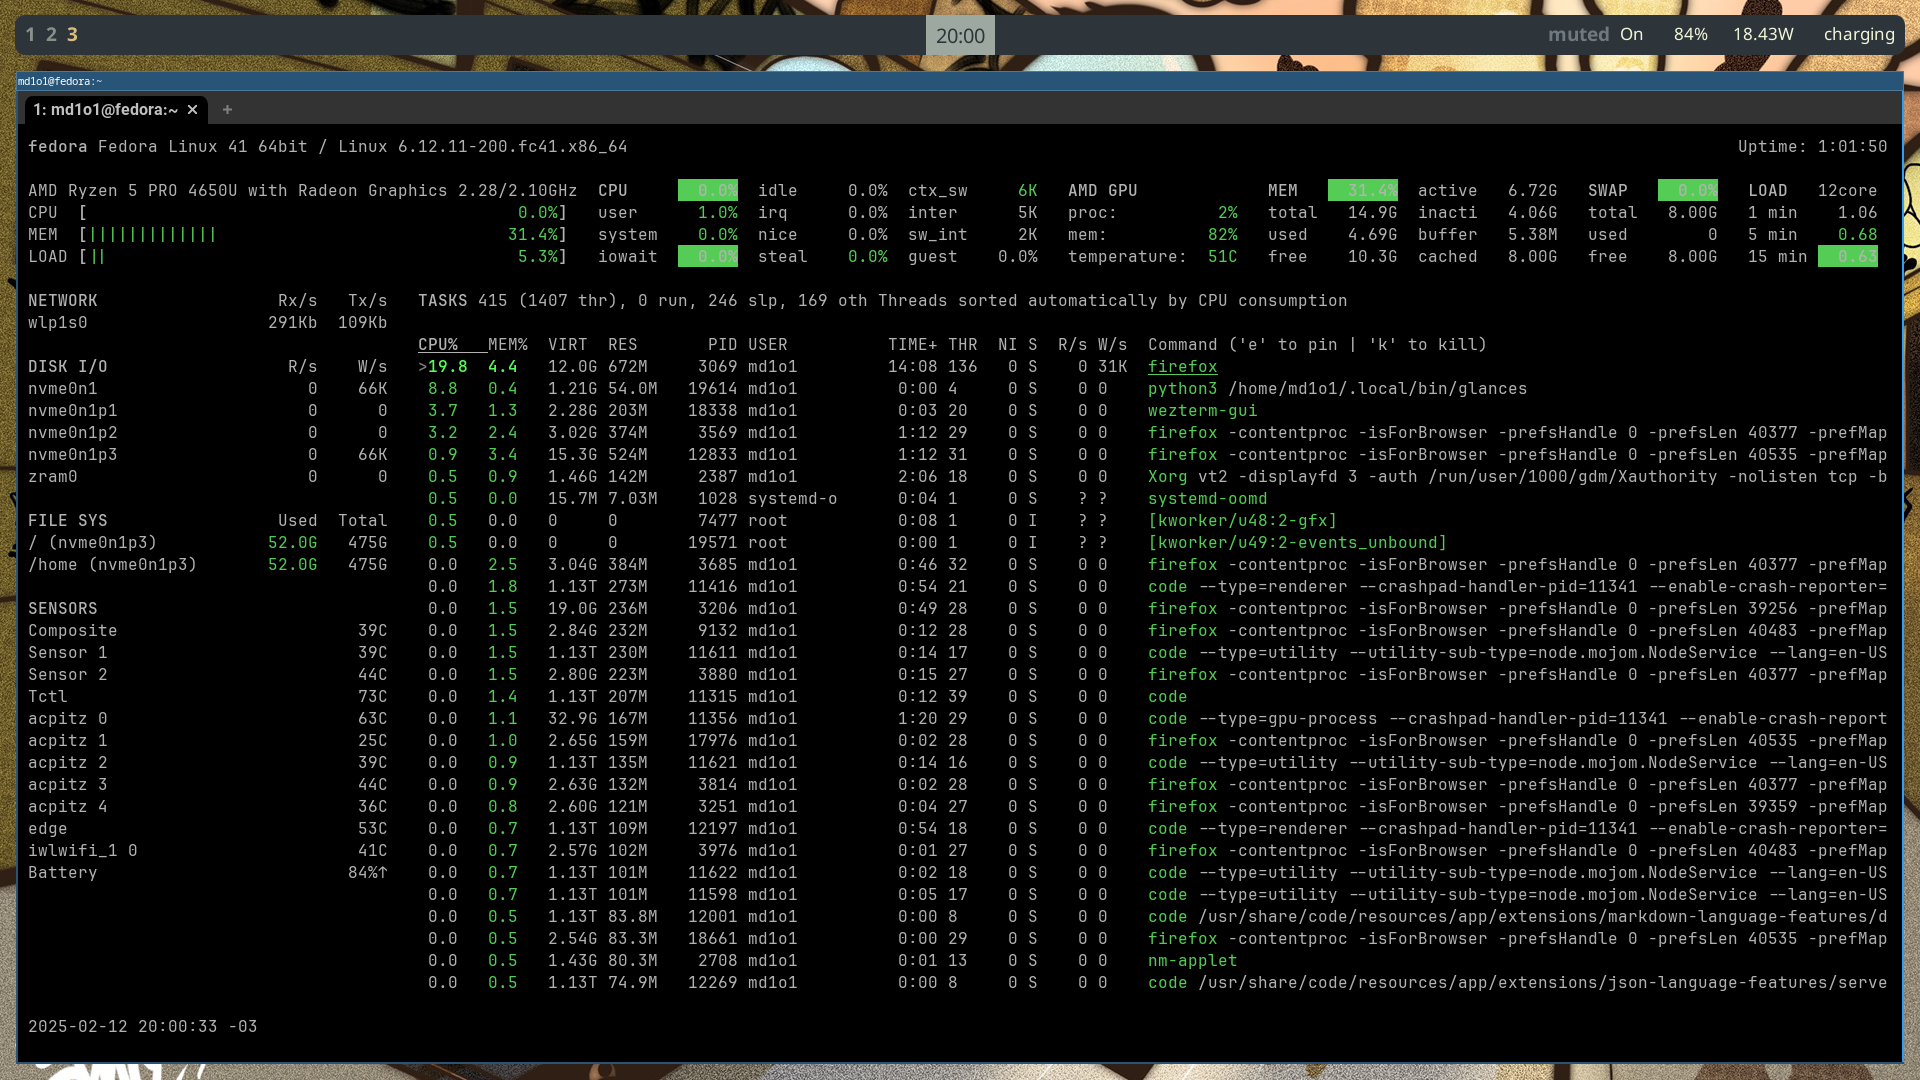 1 2 3 20:00 muted On 84% 18.43W charging
md1o1@fedora:~
1: md1o1@fedora:~ × +
fedora Fedora Linux 41 64bit / Linux 6.12.11-200.fc41.x86_64 Uptime: 1:01:50
AMD Ryzen 5 PRO 4650U with Radeon Graphics 2.28/2.10GHz CPU 0.0% idle 0.0% ctx_sw 6K AMD GPU MEM 31.4% active 6.72G SWAP 0.0% LOAD 12core
CPU [ 0.0%] user 1.0% irq 0.0% inter 5K proc: 2% total 14.9G inacti 4.06G total 8.00G 1 min 1.06
MEM [||||||||||||| 31.4%] system 0.0% nice 0.0% sw_int 2K mem: 82% used 4.69G buffer 5.38M used 0 5 min 0.68
LOAD [|| 5.3%] iowait 0.0% steal 0.0% guest 0.0% temperature: 51C free 10.3G cached 8.00G free 8.00G 15 min 0.63
NETWORK Rx/s Tx/s TASKS 415 (1407 thr), 0 run, 246 slp, 169 oth Threads sorted automatically by CPU consumption
wlp1s0 291Kb 109Kb
CPU% MEM% VIRT RES PID USER TIME+ THR NI S R/s W/s Command ('e' to pin | 'k' to kill)
DISK I/O R/s W/s >19.8 4.4 12.0G 672M 3069 md1o1 14:08 136 0 S 0 31K firefox
nvme0n1 0 66K 8.8 0.4 1.21G 54.0M 19614 md1o1 0:00 4 0 S 0 0 python3 /home/md1o1/.local/bin/glances
nvme0n1p1 0 0 3.7 1.3 2.28G 203M 18338 md1o1 0:03 20 0 S 0 0 wezterm-gui
nvme0n1p2 0 0 3.2 2.4 3.02G 374M 3569 md1o1 1:12 29 0 S 0 0 firefox -contentproc -isForBrowser -prefsHandle 0 -prefsLen 40377 -prefMap
nvme0n1p3 0 66K 0.9 3.4 15.3G 524M 12833 md1o1 1:12 31 0 S 0 0 firefox -contentproc -isForBrowser -prefsHandle 0 -prefsLen 40535 -prefMap
zram0 0 0 0.5 0.9 1.46G 142M 2387 md1o1 2:06 18 0 S 0 0 Xorg vt2 -displayfd 3 -auth /run/user/1000/gdm/Xauthority -nolisten tcp -b
0.5 0.0 15.7M 7.03M 1028 systemd-o 0:04 1 0 S ? ? systemd-oomd
FILE SYS Used Total 0.5 0.0 0 0 7477 root 0:08 1 0 I ? ? [kworker/u48:2-gfx]
/ (nvme0n1p3) 52.0G 475G 0.5 0.0 0 0 19571 root 0:00 1 0 I ? ? [kworker/u49:2-events_unbound]
/home (nvme0n1p3) 52.0G 475G 0.0 2.5 3.04G 384M 3685 md1o1 0:46 32 0 S 0 0 firefox -contentproc -isForBrowser -prefsHandle 0 -prefsLen 40377 -prefMap
0.0 1.8 1.13T 273M 11416 md1o1 0:54 21 0 S 0 0 code --type=renderer --crashpad-handler-pid=11341 --enable-crash-reporter=
SENSORS 0.0 1.5 19.0G 236M 3206 md1o1 0:49 28 0 S 0 0 firefox -contentproc -isForBrowser -prefsHandle 0 -prefsLen 39256 -prefMap
Composite 39C 0.0 1.5 2.84G 232M 9132 md1o1 0:12 28 0 S 0 0 firefox -contentproc -isForBrowser -prefsHandle 0 -prefsLen 40483 -prefMap
Sensor 1 39C 0.0 1.5 1.13T 230M 11611 md1o1 0:14 17 0 S 0 0 code --type=utility --utility-sub-type=node.mojom.NodeService --lang=en-US
Sensor 2 44C 0.0 1.5 2.80G 223M 3880 md1o1 0:15 27 0 S 0 0 firefox -contentproc -isForBrowser -prefsHandle 0 -prefsLen 40377 -prefMap
Tctl 73C 0.0 1.4 1.13T 207M 11315 md1o1 0:12 39 0 S 0 0 code
acpitz 0 63C 0.0 1.1 32.9G 167M 11356 md1o1 1:20 29 0 S 0 0 code --type=gpu-process --crashpad-handler-pid=11341 --enable-crash-report
acpitz 1 25C 0.0 1.0 2.65G 159M 17976 md1o1 0:02 28 0 S 0 0 firefox -contentproc -isForBrowser -prefsHandle 0 -prefsLen 40535 -prefMap
acpitz 2 39C 0.0 0.9 1.13T 135M 11621 md1o1 0:14 16 0 S 0 0 code --type=utility --utility-sub-type=node.mojom.NodeService --lang=en-US
acpitz 3 44C 0.0 0.9 2.63G 132M 3814 md1o1 0:02 28 0 S 0 0 firefox -contentproc -isForBrowser -prefsHandle 0 -prefsLen 40377 -prefMap
acpitz 4 36C 0.0 0.8 2.60G 121M 3251 md1o1 0:04 27 0 S 0 0 firefox -contentproc -isForBrowser -prefsHandle 0 -prefsLen 39359 -prefMap
edge 53C 0.0 0.7 1.13T 109M 12197 md1o1 0:54 18 0 S 0 0 code --type=renderer --crashpad-handler-pid=11341 --enable-crash-reporter=
iwlwifi_1 0 41C 0.0 0.7 2.57G 102M 3976 md1o1 0:01 27 0 S 0 0 firefox -contentproc -isForBrowser -prefsHandle 0 -prefsLen 40483 -prefMap
Battery 84%↑ 0.0 0.7 1.13T 101M 11622 md1o1 0:02 18 0 S 0 0 code --type=utility --utility-sub-type=node.mojom.NodeService --lang=en-US
0.0 0.7 1.13T 101M 11598 md1o1 0:05 17 0 S 0 0 code --type=utility --utility-sub-type=node.mojom.NodeService --lang=en-US
0.0 0.5 1.13T 83.8M 12001 md1o1 0:00 8 0 S 0 0 code /usr/share/code/resources/app/extensions/markdown-language-features/d
0.0 0.5 2.54G 83.3M 18661 md1o1 0:00 29 0 S 0 0 firefox -contentproc -isForBrowser -prefsHandle 0 -prefsLen 40535 -prefMap
0.0 0.5 1.43G 80.3M 2708 md1o1 0:01 13 0 S 0 0 nm-applet
0.0 0.5 1.13T 74.9M 12269 md1o1 0:00 8 0 S 0 0 code /usr/share/code/resources/app/extensions/json-language-features/serve
2025-02-12 20:00:33 -03